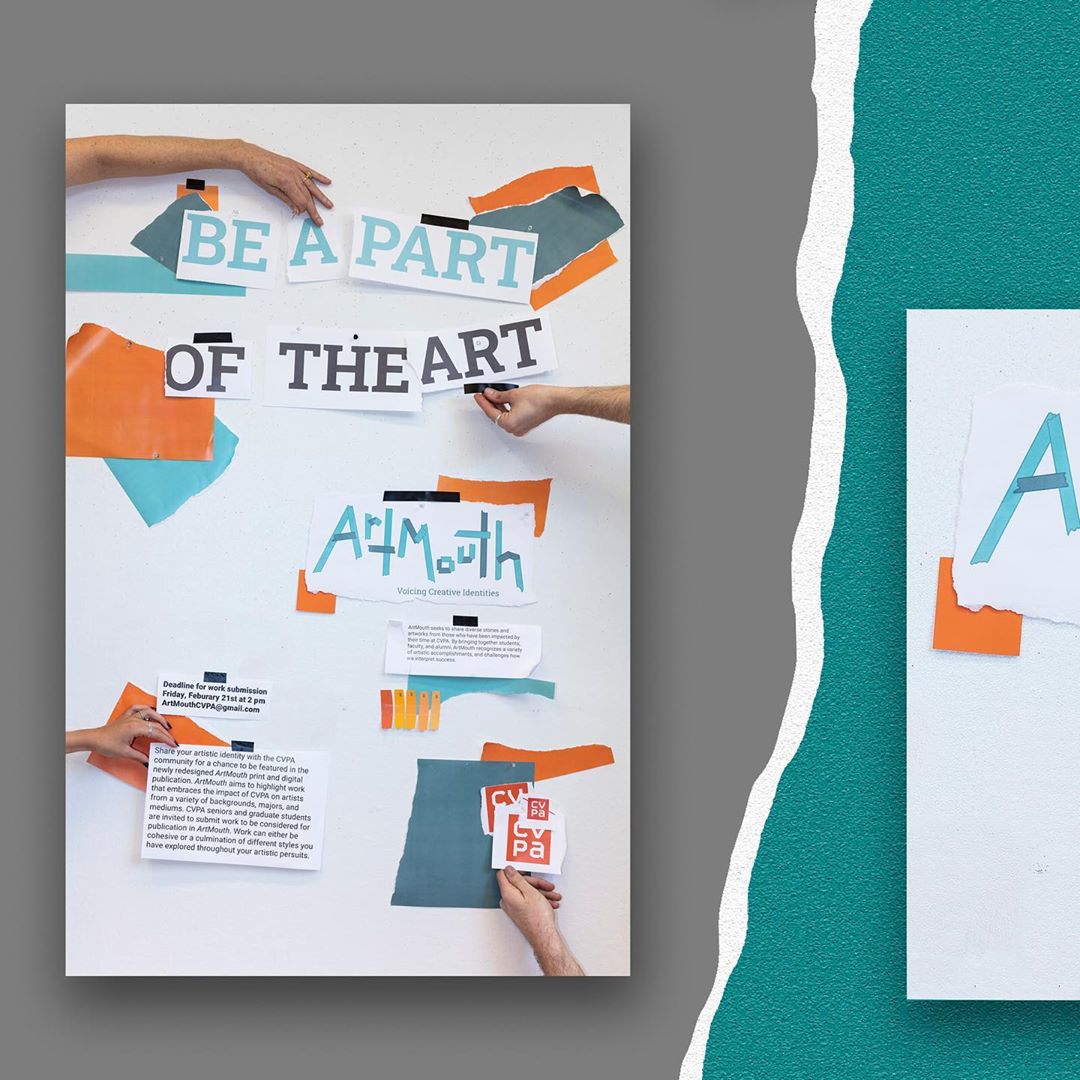 BE A PART
OF THE ART
ArtMouth
Voicing Creative Identities
ArtMouth seeks to share diverse stories and
artworks from those who have been impacted by
their time at CVPA. By bringing together students,
faculty, and alumni, ArtMouth recognizes a variety
of artistic accomplishments, and challenges how
we interpret success.
Deadline for work submission
Friday, Feburary 21st at 2 pm
ArtMouthCVPA@gmail.com
Share your artistic identity with the CVPA
community for a chance to be featured in the
newly redesigned ArtMouth print and digital
publication. ArtMouth aims to highlight work
that embraces the impact of CVPA on artists
from a variety of backgrounds, majors, and
mediums. CVPA seniors and graduate students
are invited to submit work to be considered for
publication in ArtMouth. Work can either be
cohesive or a culmination of different styles you
have explored throughout your artistic persuits.
CV
CV
pa
CV
pa
A